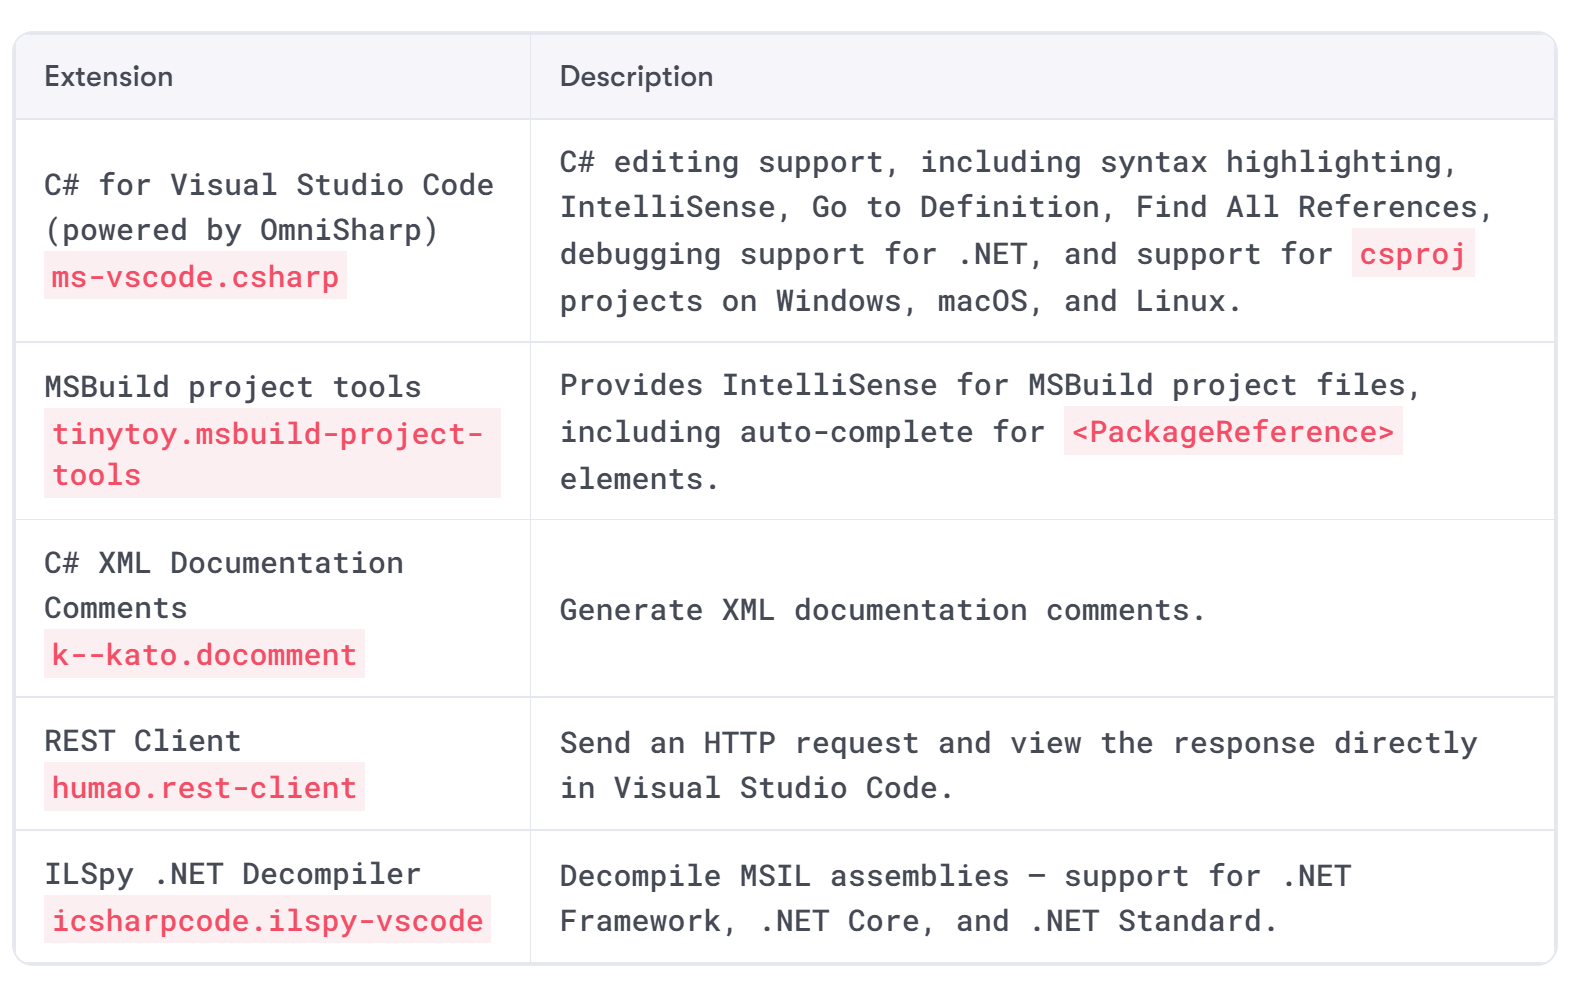 Extension
Description
C# for Visual Studio Code
(powered by OmniSharp)
ms-vscode.csharp
C# editing support, including syntax highlighting,
IntelliSense, Go to Definition, Find All References,
debugging support for .NET, and support for csproj
projects on Windows, macOS, and Linux.
MSBuild project tools
tinytoy.msbuild-project-
tools
Provides IntelliSense for MSBuild project files,
including auto-complete for <PackageReference>
elements.
C# XML Documentation
Comments
k--kato.docomment
Generate XML documentation comments.
REST Client
humao.rest-client
Send an HTTP request and view the response directly
in Visual Studio Code.
ILSpy .NET Decompiler
icsharpcode.ilspy-vscode
Decompile MSIL assemblies – support for .NET
Framework, .NET Core, and .NET Standard.